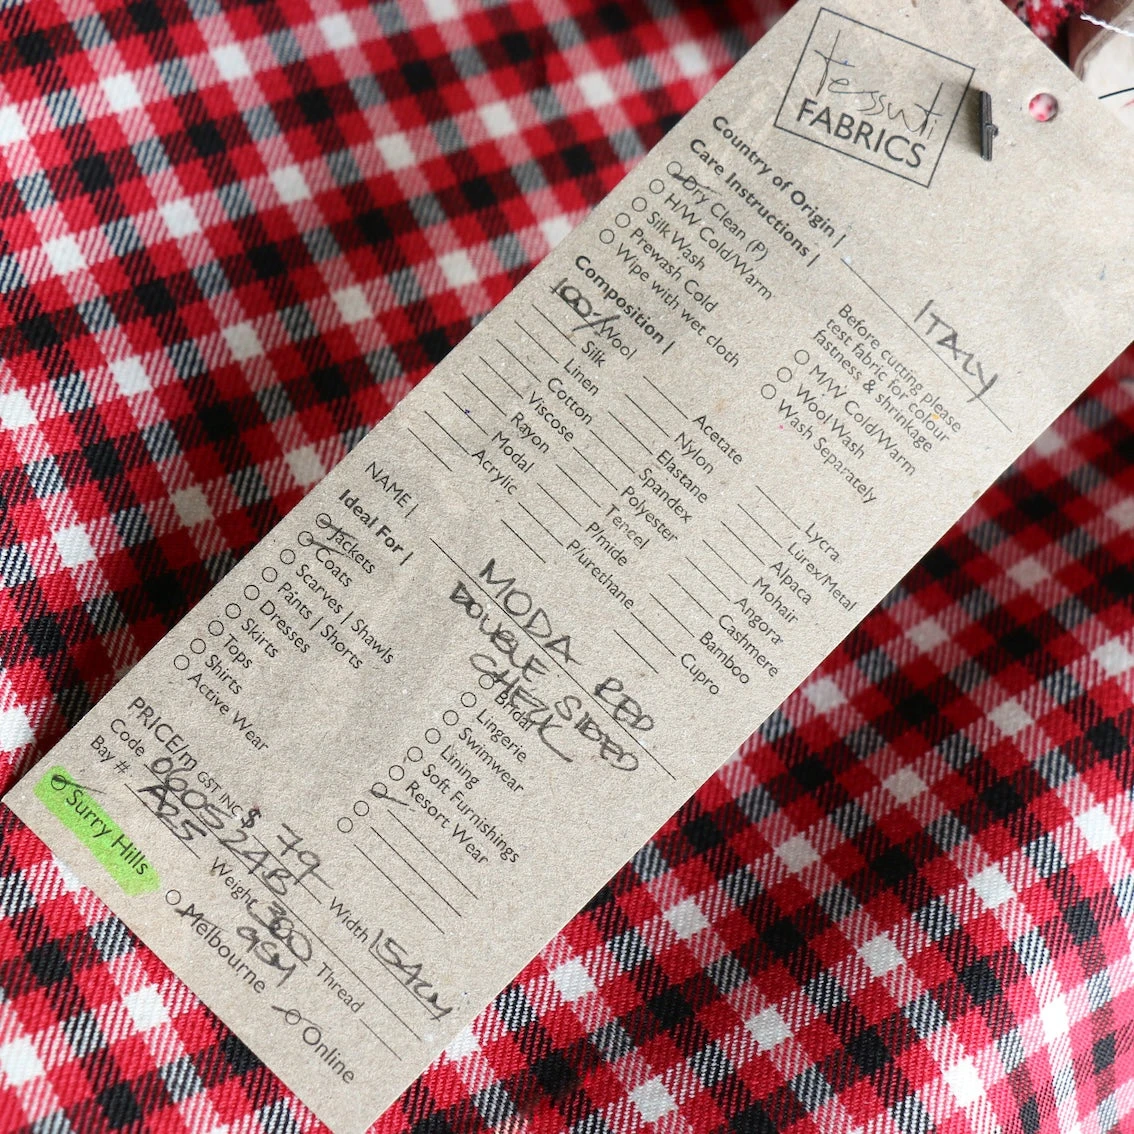 tessuti
FABRICS
Country of Origin | ITALY
Care Instructions |
Dry Clean (P)
H/W Cold/Warm
Silk Wash
Prewash Cold
Wipe with wet cloth
Before cutting please
test fabric for colour
fastness & shrinkage
M/W Cold/Warm
Wool Wash
Wash Separately
Composition |
100% Wool
Silk
Linen
Cotton
Viscose
Rayon
Modal
Acrylic
Acetate
Nylon
Elastane
Spandex
Polyester
Tencel
P/mide
P/urethane
Lycra
Lurex/Metal
Alpaca
Mohair
Angora
Cashmere
Bamboo
Cupro
NAME | MODA RED
DOUBLE SIDED
CHECK
Ideal For |
Jackets
Coats
Scarves | Shawls
Pants | Shorts
Dresses
Skirts
Tops
Shirts
Active Wear
Bridal
Lingerie
Swimwear
Lining
Soft Furnishings
Resort Wear
PRICE/m GST INC $ 79 Width 154cm
Code 060524B Weight 300 Thread
gsm
Bay # A25
Surry Hills
Melbourne
Online